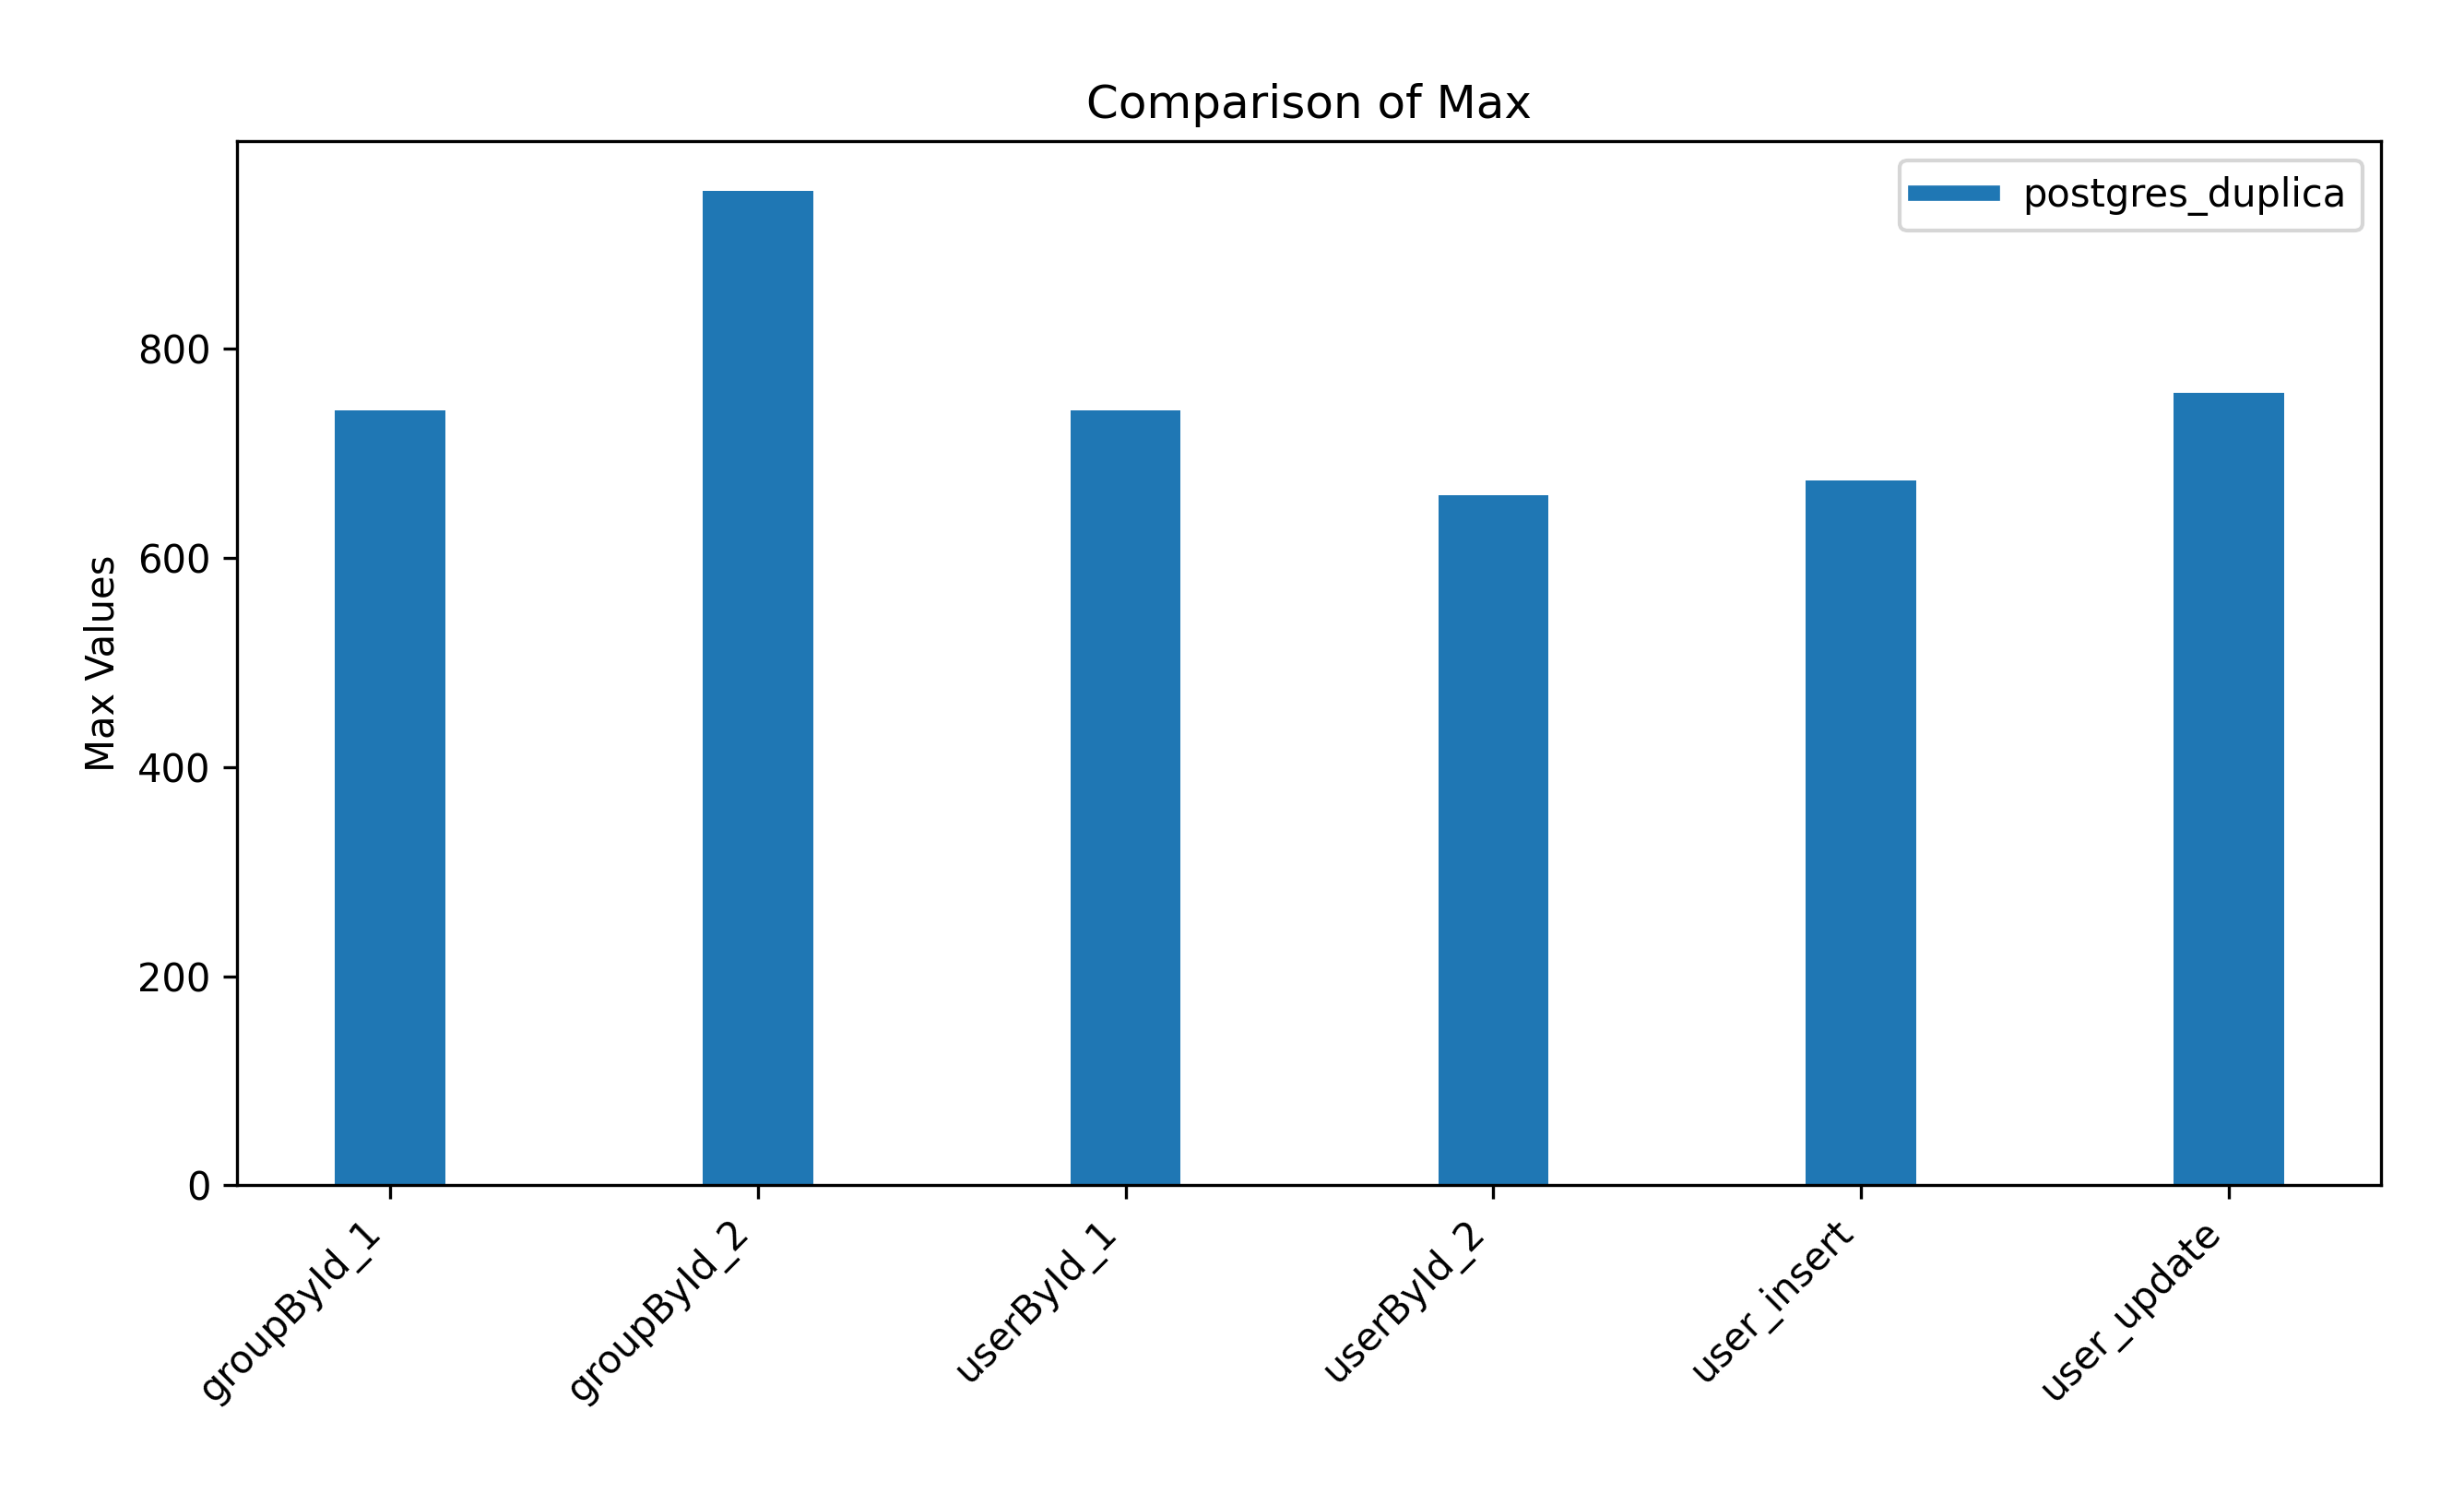 Comparison of Max
postgres_duplica
Max Values
800
600
400
200
0
groupById_1
groupById_2
userById_1
userById_2
user_insert
user_update